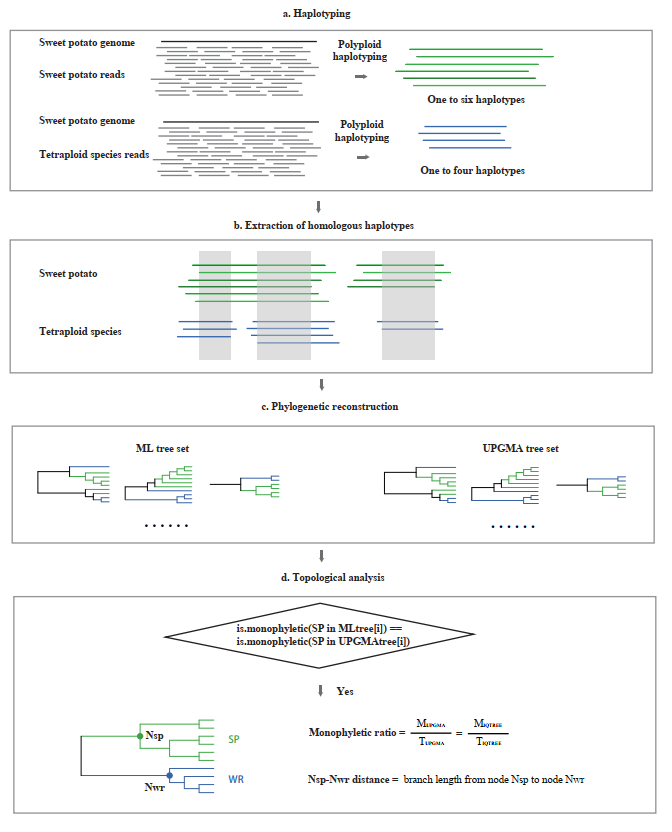 a. Haplotyping
Sweet potato genome
Polyploid
haplotyping
Sweet potato reads
One to six haplotypes
Sweet potato genome
Polyploid
haplotyping
Tetraploid species reads
One to four haplotypes
b. Extraction of homologous haplotypes
Sweet potato
Tetraploid species
c. Phylogenetic reconstruction
ML tree set
UPGMA tree set
......
......
d. Topological analysis
is.monophyletic(SP in MLtree[i]) ==
is.monophyletic(SP in UPGMAtree[i])
Yes
Nsp
SP
Nwr
WR
Monophyletic ratio = MUPGMA / TUPGMA = MIQTREE / TIQTREE
Nsp-Nwr distance = branch length from node Nsp to node Nwr